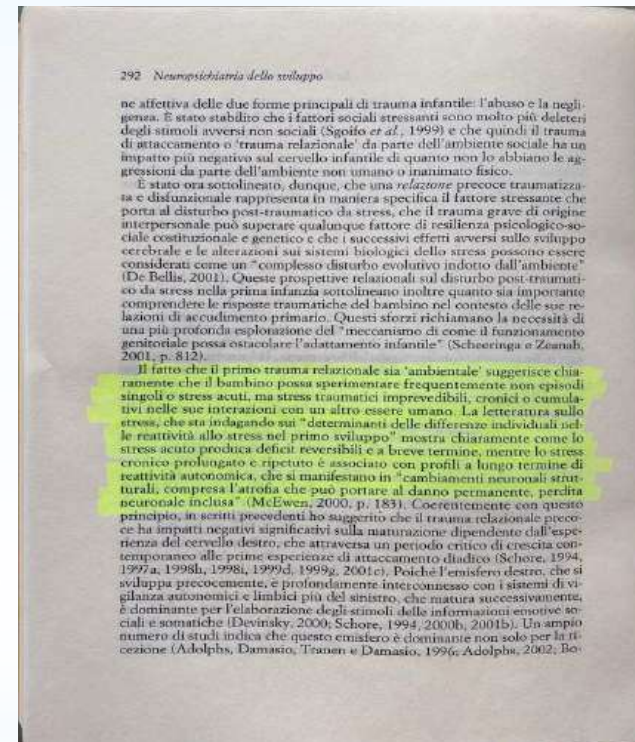 292 Neuropsichiatria dello sviluppo
ne affettiva delle due forme principali di trauma infantile: l'abuso e la negli-
genza. È stato stabilito che i fattori sociali stressanti sono molto più deleteri
degli stimoli avversi non sociali (Sgoifo et al., 1999) e che quindi il trauma
di attaccamento o 'trauma relazionale' da parte dell'ambiente sociale ha un
impatto più negativo sul cervello infantile di quanto non lo abbiano le ag-
gressioni da parte dell'ambiente non umano o inanimato fisico.
È stato ora sottolineato, dunque, che una relazione precoce traumatizza-
ta e disfunzionale rappresenta in maniera specifica il fattore stressante che
porta al disturbo post-traumatico da stress, che il trauma grave di origine
interpersonale può superare qualunque fattore di resilienza psicologico-so-
ciale costituzionale e genetico e che i successivi effetti avversi sullo sviluppo
cerebrale e le alterazioni sui sistemi biologici dello stress possono essere
considerati come un "complesso disturbo evolutivo indotto dall'ambiente"
(De Bellis, 2001). Queste prospettive relazionali sul disturbo post-traumati-
co da stress nella prima infanzia sottolineano inoltre quanto sia importante
comprendere le risposte traumatiche del bambino nel contesto delle sue re-
lazioni di accudimento primario. Questi sforzi richiamano la necessità di
una più profonda esplorazione del "meccanismo di come il funzionamento
genitoriale possa ostacolare l'adattamento infantile" (Scheeringa e Zeanah,
2001, p. 812).
Il fatto che il primo trauma relazionale sia 'ambientale' suggerisce chia-
ramente che il bambino possa sperimentare frequentemente non episodi
singoli o stress acuti, ma stress traumatici imprevedibili, cronici o cumula-
tivi nelle sue interazioni con un altro essere umano. La letteratura sullo
stress, che sta indagando sui "determinanti delle differenze individuali nel-
le reattività allo stress nel primo sviluppo" mostra chiaramente come lo
stress acuto produca deficit reversibili e a breve termine, mentre lo stress
cronico prolungato e ripetuto è associato con profili a lungo termine di
reattività autonomica, che si manifestano in "cambiamenti neuronali strut-
turali, compresa l'atrofia che può portare al danno permanente, perdita
neuronale inclusa" (McEwen, 2000, p. 183). Coerentemente con questo
principio, in scritti precedenti ho suggerito che il trauma relazionale preco-
ce ha impatti negativi significativi sulla maturazione dipendente dall'espe-
rienza del cervello destro, che attraversa un periodo critico di crescita con-
temporaneo alle prime esperienze di attaccamento diadico (Schore, 1994,
1997a, 1998h, 1998i, 1999d, 1999g, 2001c). Poiché l'emisfero destro, che si
sviluppa precocemente, è profondamente interconnesso con i sistemi di vi-
gilanza autonomici e limbici più del sinistro, che matura successivamente,
è dominante per l'elaborazione degli stimoli delle informazioni emotive so-
ciali e somatiche (Devinsky, 2000; Schore, 1994, 2000b, 2001b). Un ampio
numero di studi indica che questo emisfero è dominante non solo per la ri-
cezione (Adolphs, Damasio, Tranen e Damasio, 1996; Adolphs, 2002; Bo-